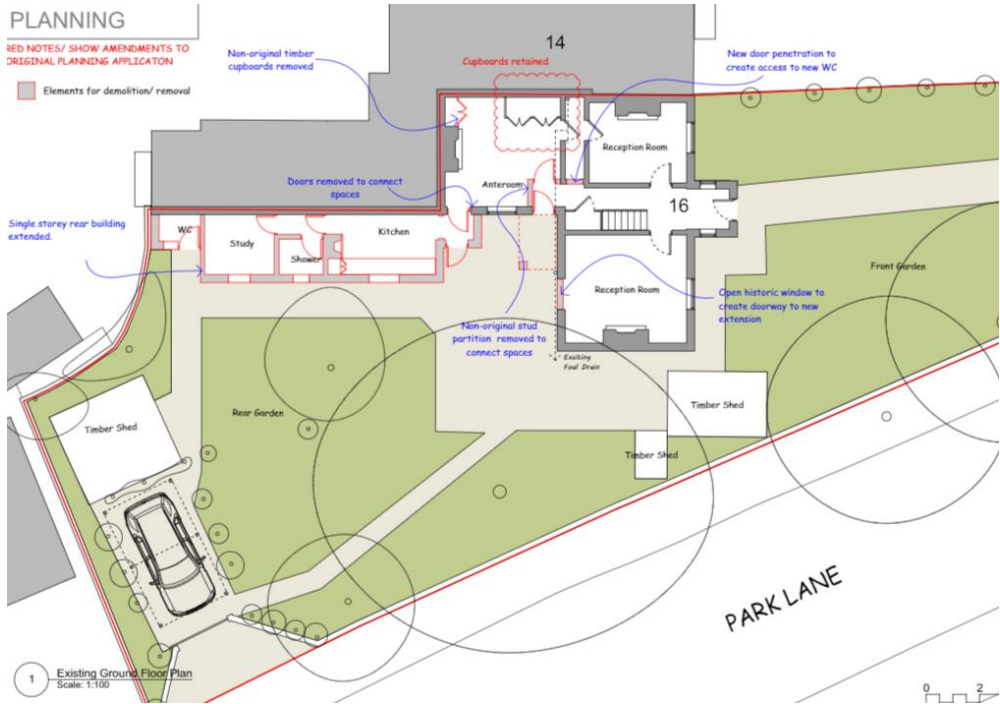 PLANNING
RED NOTES/ SHOW AMENDMENTS TO
ORIGINAL PLANNING APPLICATON
Elements for demolition/ removal
Non-original timber
cupboards removed
14
Cupboards retained
New door penetration to
create access to new WC
Reception Room
Doors removed to connect
spaces
Anteroom
16
Single storey rear building
extended.
WC
Study
Shower
Kitchen
Reception Room
Front Garden
Open historic window to
create doorway to new
extension
Non-original stud
partition removed to
connect spaces
Exsiting
Foul Drain
Timber Shed
Rear Garden
Timber Shed
Timber Shed
PARK LANE
1
Existing Ground Floor Plan
Scale: 1:100
0 2